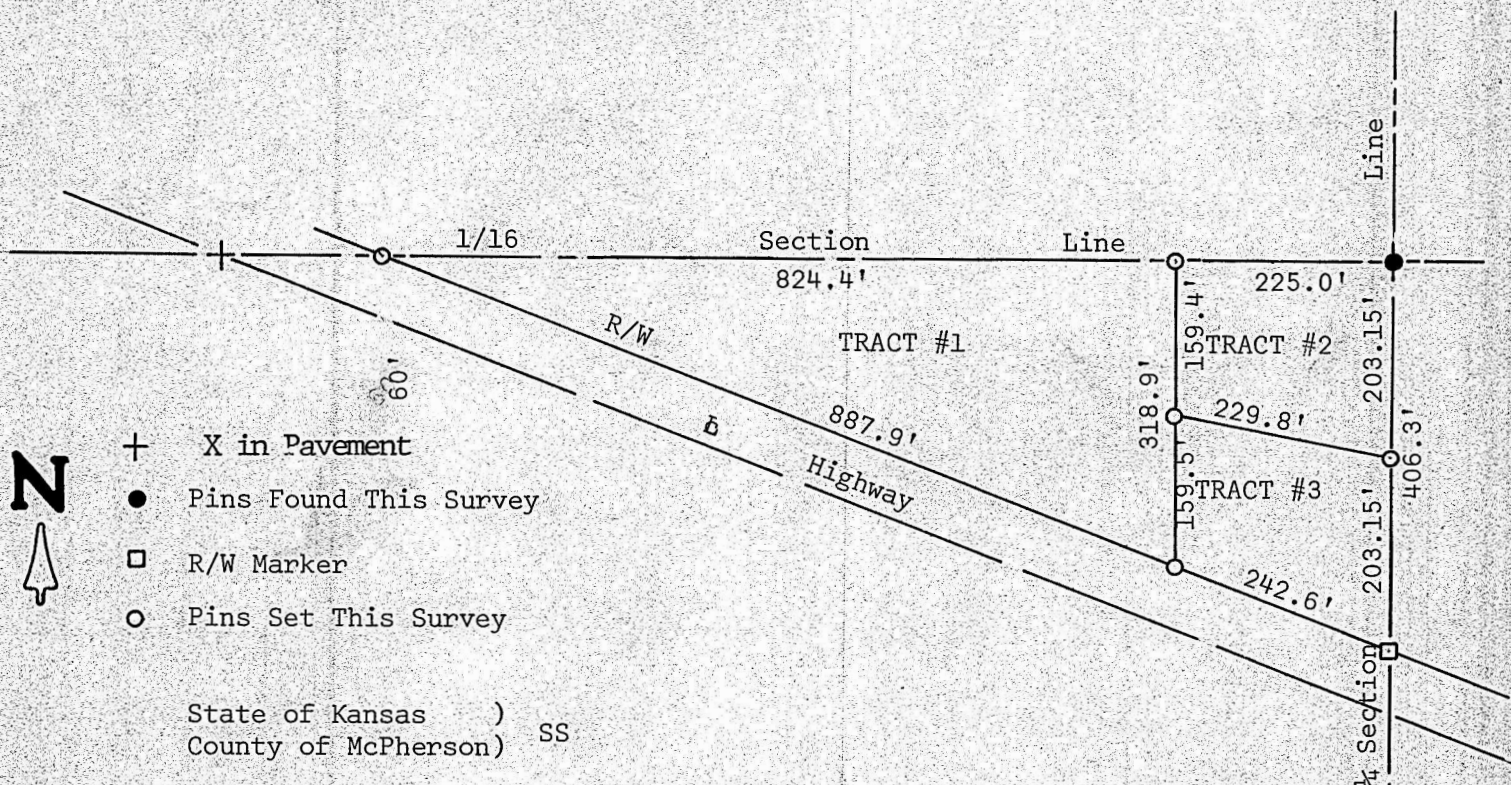 Line
1/16 Section Line
824.4'
225.0'
R/W
TRACT #1
159.4'
TRACT #2
203.15'
60'
318.9'
229.8'
887.9'
406.3'
X in Pavement
N
Highway
Pins Found This Survey
159.5'
TRACT #3
203.15'
R/W Marker
242.6'
Pins Set This Survey
¼ Section
State of Kansas )
County of McPherson) SS